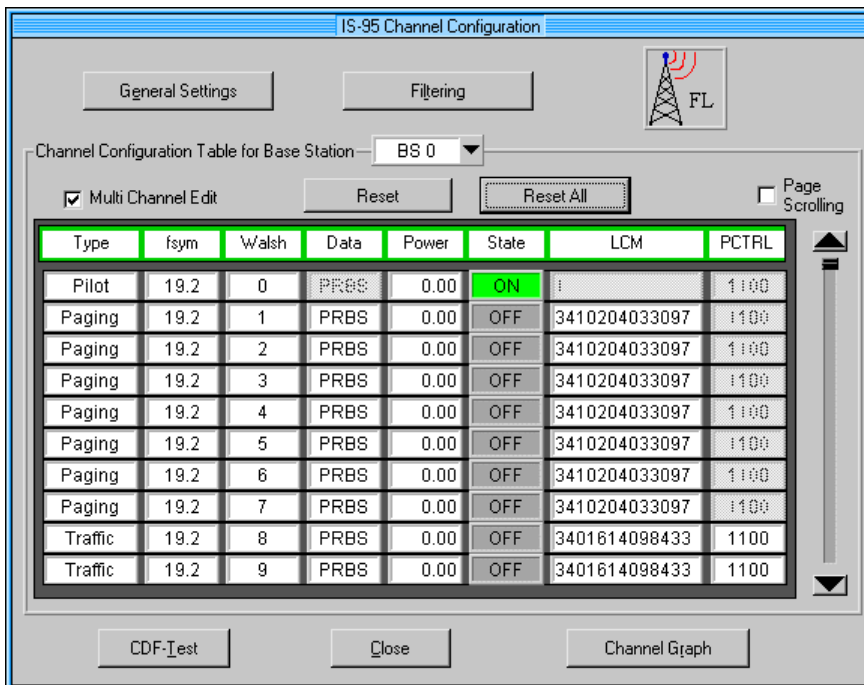 IS-95 Channel Configuration
General Settings
Filtering
FL
Channel Configuration Table for Base Station
BS 0
Multi Channel Edit
Reset
Reset All
Page
Scrolling
Type fsym Walsh Data Power State LCM PCTRL
Pilot 19.2 0 PRBS 0.00 ON 1100
Paging 19.2 1 PRBS 0.00 OFF 3410204033097 1100
Paging 19.2 2 PRBS 0.00 OFF 3410204033097 1100
Paging 19.2 3 PRBS 0.00 OFF 3410204033097 1100
Paging 19.2 4 PRBS 0.00 OFF 3410204033097 1100
Paging 19.2 5 PRBS 0.00 OFF 3410204033097 1100
Paging 19.2 6 PRBS 0.00 OFF 3410204033097 1100
Paging 19.2 7 PRBS 0.00 OFF 3410204033097 1100
Traffic 19.2 8 PRBS 0.00 OFF 3401614098433 1100
Traffic 19.2 9 PRBS 0.00 OFF 3401614098433 1100
CDF-Test
Close
Channel Graph